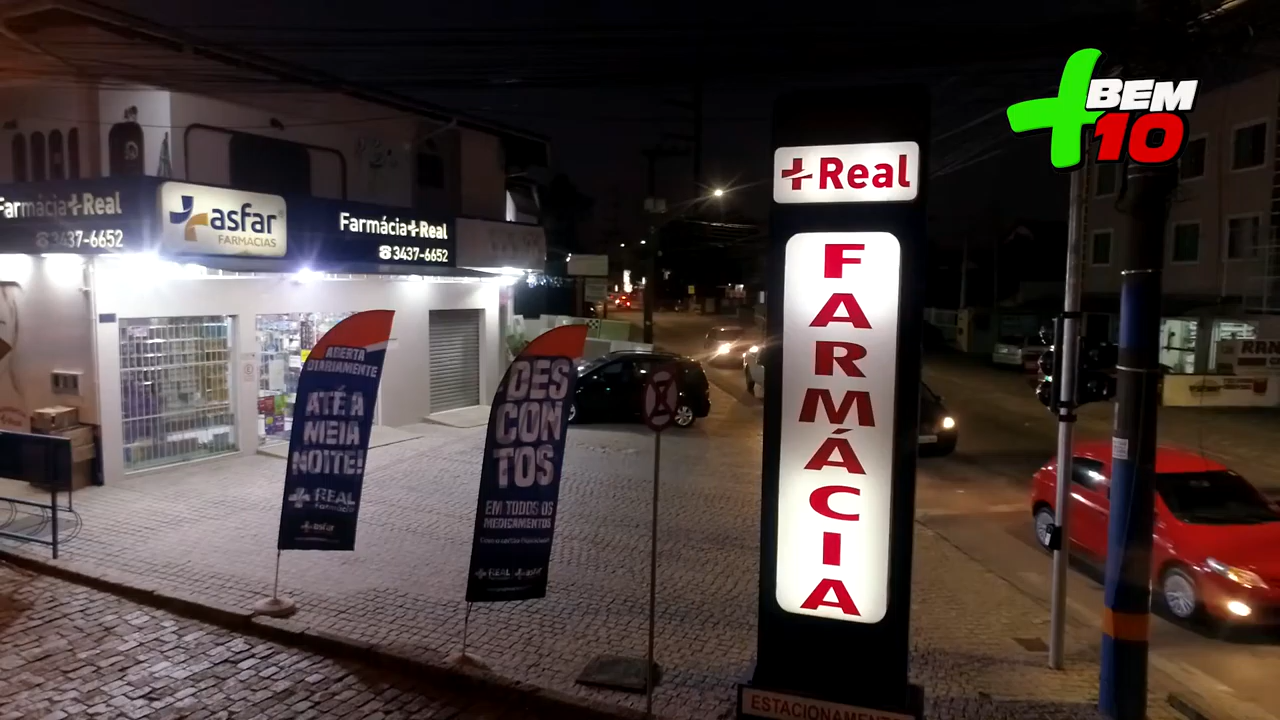 Farmácia+Real
3437-6652
asfar
FARMACIAS
Farmácia+Real
3437-6652
ABERTA
DIARIAMENTE
ATÉ A
MEIA
NOITE!
REAL
Farmácia
asfar
DES
CON
TOS
EM TODOS OS
MEDICAMENTOS
REAL
asfar
+Real
FARMÁCIA
ESTACIONAMENTO
+BEM
10